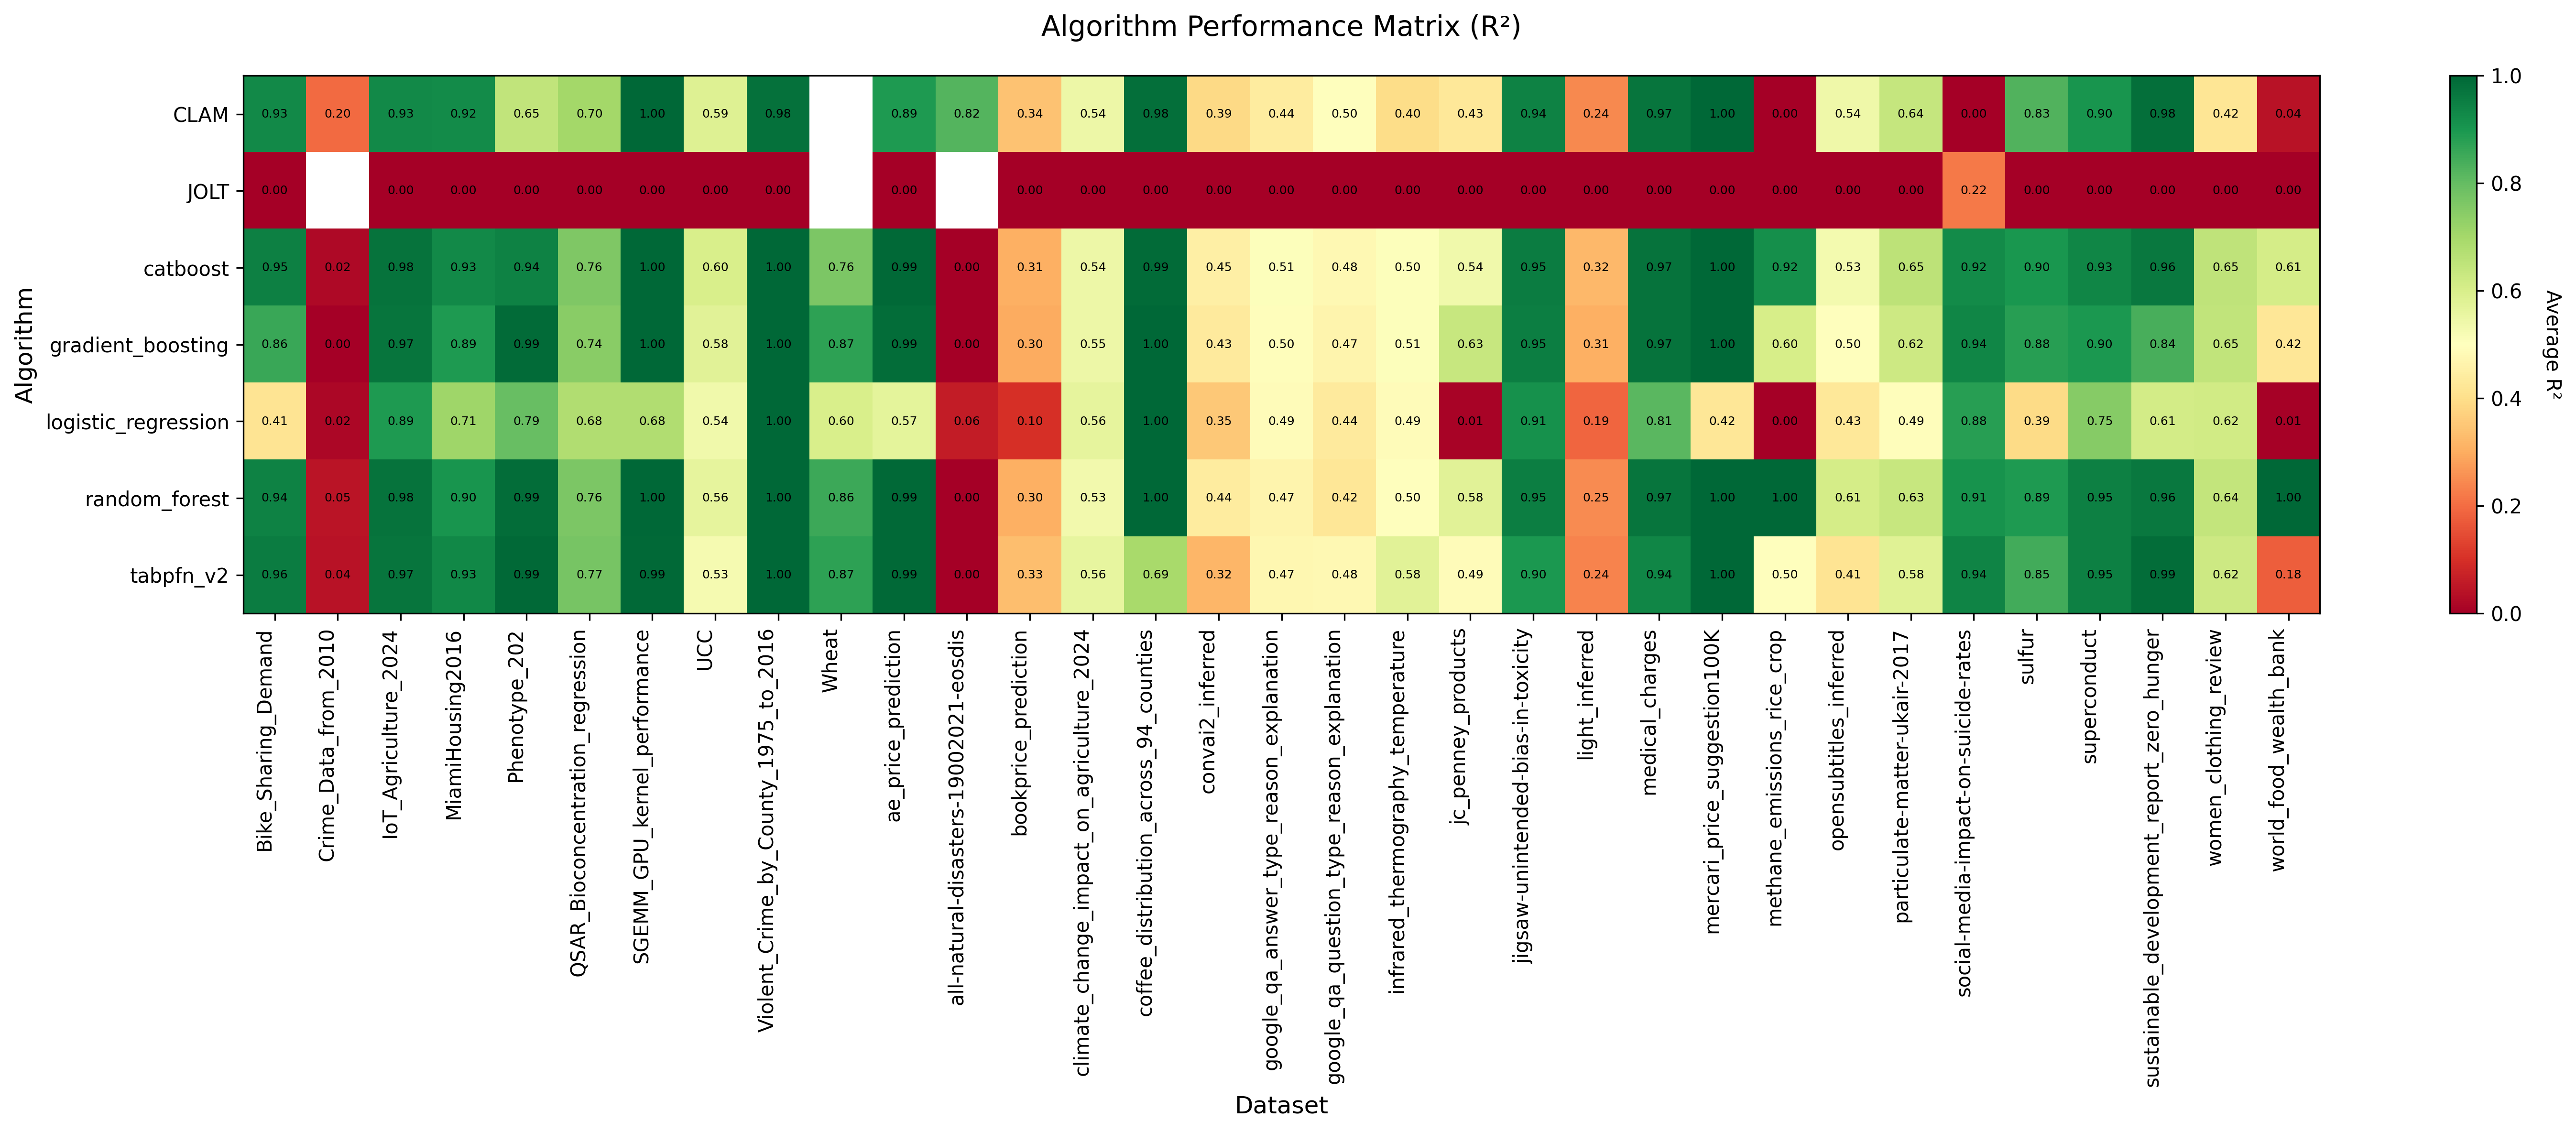 Algorithm Performance Matrix (R²)
Algorithm
CLAM 0.93 0.20 0.93 0.92 0.65 0.70 1.00 0.59 0.98 0.89 0.82 0.34 0.54 0.98 0.39 0.44 0.50 0.40 0.43 0.94 0.24 0.97 1.00 0.00 0.54 0.64 0.00 0.83 0.90 0.98 0.42 0.04
JOLT 0.00 0.00 0.00 0.00 0.00 0.00 0.00 0.00 0.00 0.00 0.00 0.00 0.00 0.00 0.00 0.00 0.00 0.00 0.00 0.00 0.00 0.00 0.00 0.00 0.22 0.00 0.00 0.00 0.00 0.00
catboost 0.95 0.02 0.98 0.93 0.94 0.76 1.00 0.60 1.00 0.76 0.99 0.00 0.31 0.54 0.99 0.45 0.51 0.48 0.50 0.54 0.95 0.32 0.97 1.00 0.92 0.53 0.65 0.92 0.90 0.93 0.96 0.65 0.61
gradient_boosting 0.86 0.00 0.97 0.89 0.99 0.74 1.00 0.58 1.00 0.87 0.99 0.00 0.30 0.55 1.00 0.43 0.50 0.47 0.51 0.63 0.95 0.31 0.97 1.00 0.60 0.50 0.62 0.94 0.88 0.90 0.84 0.65 0.42
logistic_regression 0.41 0.02 0.89 0.71 0.79 0.68 0.68 0.54 1.00 0.60 0.57 0.06 0.10 0.56 1.00 0.35 0.49 0.44 0.49 0.01 0.91 0.19 0.81 0.42 0.00 0.43 0.49 0.88 0.39 0.75 0.61 0.62 0.01
random_forest 0.94 0.05 0.98 0.90 0.99 0.76 1.00 0.56 1.00 0.86 0.99 0.00 0.30 0.53 1.00 0.44 0.47 0.42 0.50 0.58 0.95 0.25 0.97 1.00 1.00 0.61 0.63 0.91 0.89 0.95 0.96 0.64 1.00
tabpfn_v2 0.96 0.04 0.97 0.93 0.99 0.77 0.99 0.53 1.00 0.87 0.99 0.00 0.33 0.56 0.69 0.32 0.47 0.48 0.58 0.49 0.90 0.24 0.94 1.00 0.50 0.41 0.58 0.94 0.85 0.95 0.99 0.62 0.18
Bike_Sharing_Demand
Crime_Data_from_2010
IoT_Agriculture_2024
MiamiHousing2016
Phenotype_202
QSAR_Bioconcentration_regression
SGEMM_GPU_kernel_performance
UCC
Violent_Crime_by_County_1975_to_2016
Wheat
ae_price_prediction
all-natural-disasters-19002021-eosdis
bookprice_prediction
climate_change_impact_on_agriculture_2024
coffee_distribution_across_94_counties
convai2_inferred
google_qa_answer_type_reason_explanation
google_qa_question_type_reason_explanation
infrared_thermography_temperature
jc_penney_products
jigsaw-unintended-bias-in-toxicity
light_inferred
medical_charges
mercari_price_suggestion100K
methane_emissions_rice_crop
opensubtitles_inferred
particulate-matter-ukair-2017
social-media-impact-on-suicide-rates
sulfur
superconduct
sustainable_development_report_zero_hunger
women_clothing_review
world_food_wealth_bank
Dataset
1.0
0.8
0.6
0.4
0.2
0.0
Average R²